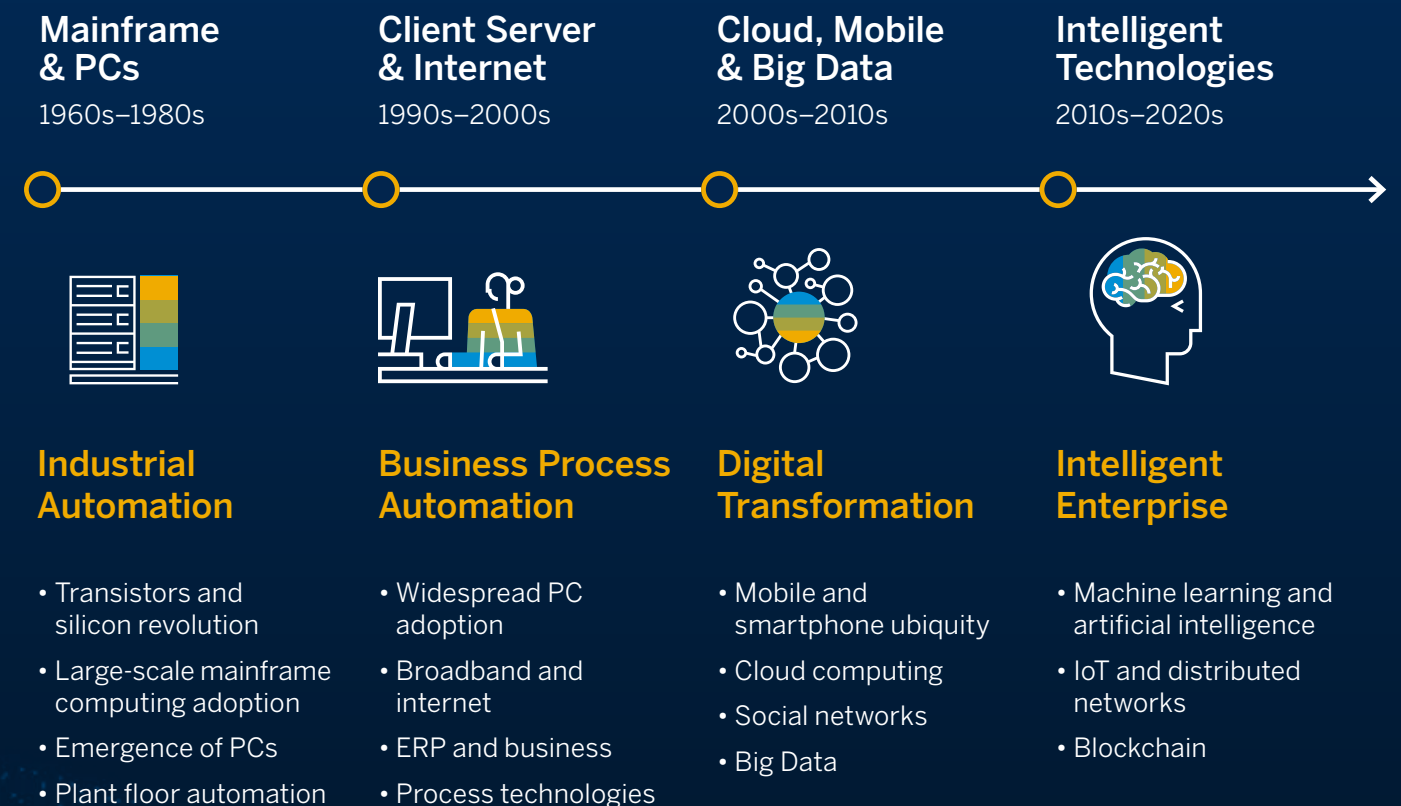 Mainframe
& PCs
1960s–1980s
Client Server
& Internet
1990s–2000s
Cloud, Mobile
& Big Data
2000s–2010s
Intelligent
Technologies
2010s–2020s
Industrial
Automation
• Transistors and
silicon revolution
• Large-scale mainframe
computing adoption
• Emergence of PCs
• Plant floor automation
Business Process
Automation
• Widespread PC
adoption
• Broadband and
internet
• ERP and business
• Process technologies
Digital
Transformation
• Mobile and
smartphone ubiquity
• Cloud computing
• Social networks
• Big Data
Intelligent
Enterprise
• Machine learning and
artificial intelligence
• IoT and distributed
networks
• Blockchain